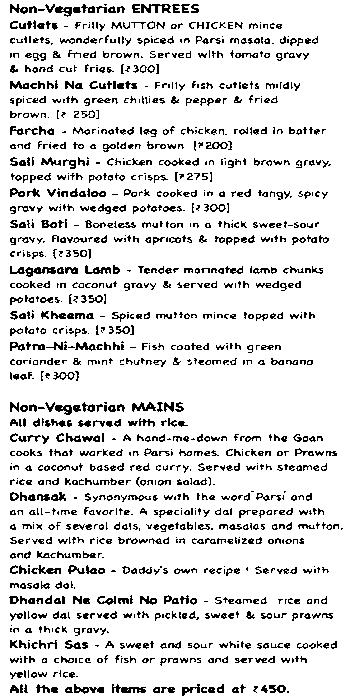 Non-Vegetarian ENTREES
Cutlets - Frilly MUTTON or CHICKEN mince
cutlets, wonderfully spiced in Parsi masala, dipped
in egg & fried brown. Served with tomato gravy
& hand cut fries. [₹300]
Machhi Na Cutlets - Frilly fish cutlets mildly
spiced with green chillies & pepper & fried
brown. [₹ 250]
Farcha - Marinated leg of chicken, rolled in batter
and fried to a golden brown [₹200]
Sali Murghi - Chicken cooked in light brown gravy,
topped with potato crisps. [₹275]
Pork Vindaloo - Pork cooked in a red tangy, spicy
gravy with wedged potatoes. [₹300]
Sali Boti - Boneless mutton in a thick sweet-sour
gravy, flavoured with apricots & topped with potato
crisps. [₹350]
Lagansara Lamb - Tender marinated lamb chunks
cooked in coconut gravy & served with wedged
potatoes. [₹350]
Sali Kheema - Spiced mutton mince topped with
potato crisps. [₹350]
Patra-Ni-Machhi - Fish coated with green
coriander & mint chutney & steamed in a banana
leaf. [₹300]
Non-Vegetarian MAINS
All dishes served with rice.
Curry Chawal - A hand-me-down from the Goan
cooks that worked in Parsi homes. Chicken or Prawns
in a coconut based red curry. Served with steamed
rice and kachumber (onion salad).
Dhansak - Synonymous with the word 'Parsi' and
an all-time favorite. A speciality dal prepared with
a mix of several dals, vegetables, masalas and mutton.
Served with rice browned in caramelized onions
and kachumber.
Chicken Pulao - Daddy's own recipe ! Served with
masala dal.
Dhandal Ne Colmi No Patio - Steamed rice and
yellow dal served with pickled, sweet & sour prawns
in a thick gravy.
Khichri Sas - A sweet and sour white sauce cooked
with a choice of fish or prawns and served with
yellow rice.
All the above items are priced at ₹450.